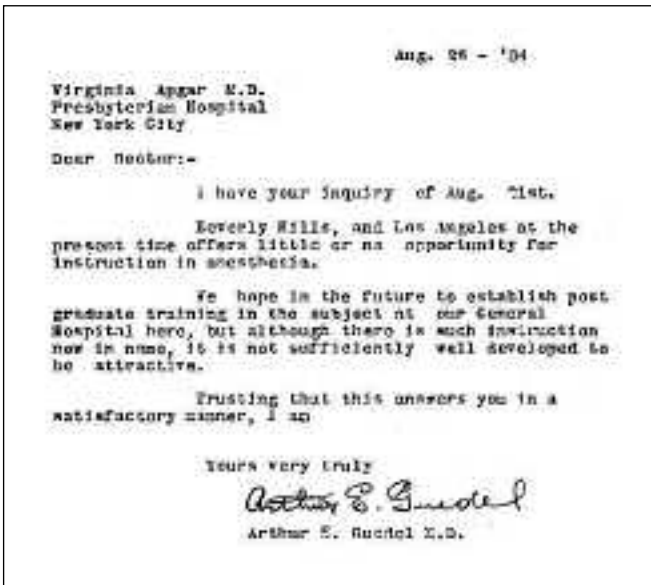 Aug. 26 - '34
Virginia Apgar M.D.
Presbyterian Hospital
New York City
Dear Doctor:-
I have your inquiry of Aug. 21st.
Beverly Hills, and Los Angeles at the
present time offers little or no opportunity for
instruction in anesthesia.
We hope in the future to establish post
graduate training in the subject at our General
Hospital here, but although there is such instruction
now in name, it is not sufficiently well developed to
be attractive.
Trusting that this answers you in a
satisfactory manner, I am
Yours very truly
Arthur E. Guedel
Arthur E. Guedel M.D.